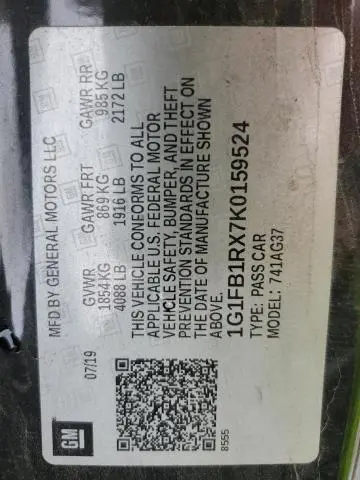 MFD BY GENERAL MOTORS LLC
07/19
GVWR GAWR FRT GAWR RR
1854 KG 869 KG 985 KG
4088 LB 1916 LB 2172 LB
THIS VEHICLE CONFORMS TO ALL
APPLICABLE U.S. FEDERAL MOTOR
VEHICLE SAFETY, BUMPER, AND THEFT
PREVENTION STANDARDS IN EFFECT ON
THE DATE OF MANUFACTURE SHOWN
ABOVE.
1G1FB1RX7K0159524
TYPE: PASS CAR
MODEL: 741AG37
GM
8555